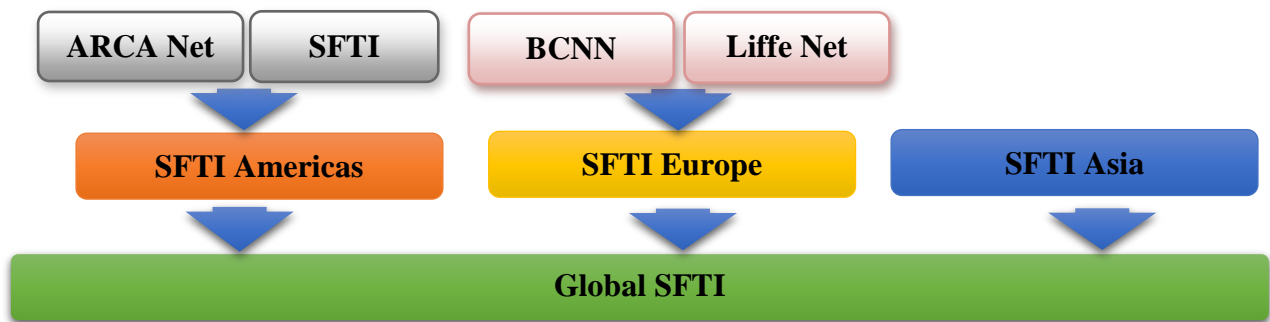 ARCA Net
SFTI
BCNN
Liffe Net
SFTI Americas
SFTI Europe
SFTI Asia
Global SFTI